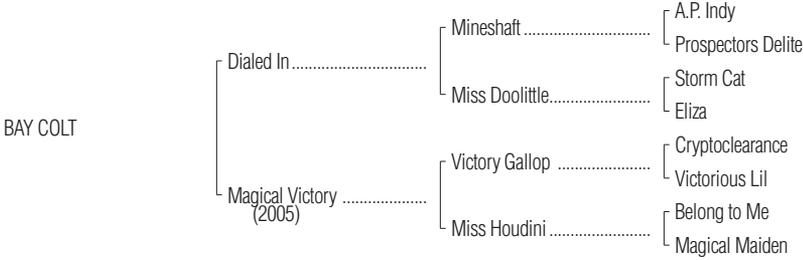 A.P. Indy
Mineshaft ..............................
Prospectors Delite
Dialed In ................................
Storm Cat
Miss Doolittle........................
Eliza
BAY COLT
Cryptoclearance
Victory Gallop ......................
Victorious Lil
Magical Victory ....................
(2005)
Belong to Me
Miss Houdini ........................
Magical Maiden